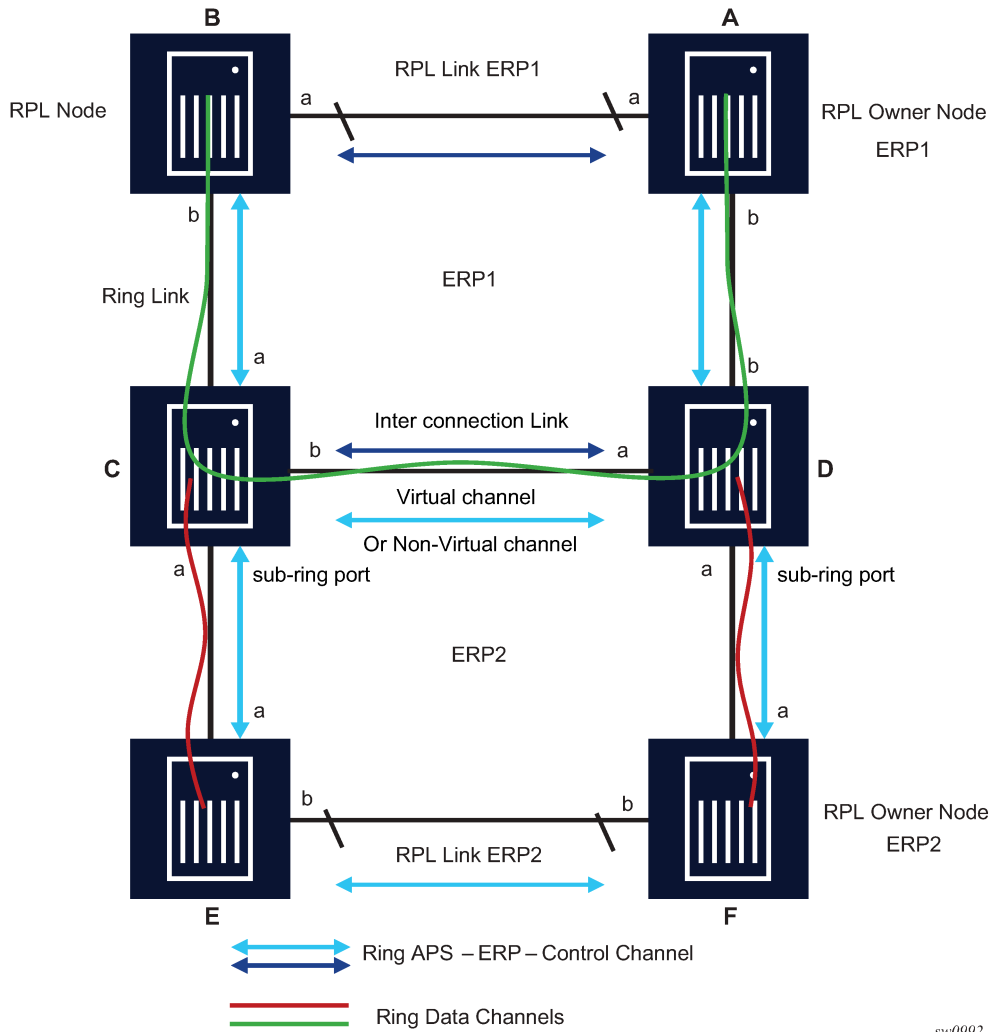 B
A
RPL Link ERP1
a
a
RPL Node
RPL Owner Node
ERP1
b
b
ERP1
Ring Link
a
b
Inter connection Link
b
a
C
D
Virtual channel
Or Non-Virtual channel
a
sub-ring port
a
sub-ring port
ERP2
a
a
b
b
RPL Owner Node
ERP2
RPL Link ERP2
E
F
Ring APS – ERP – Control Channel
Ring Data Channels
sw0992